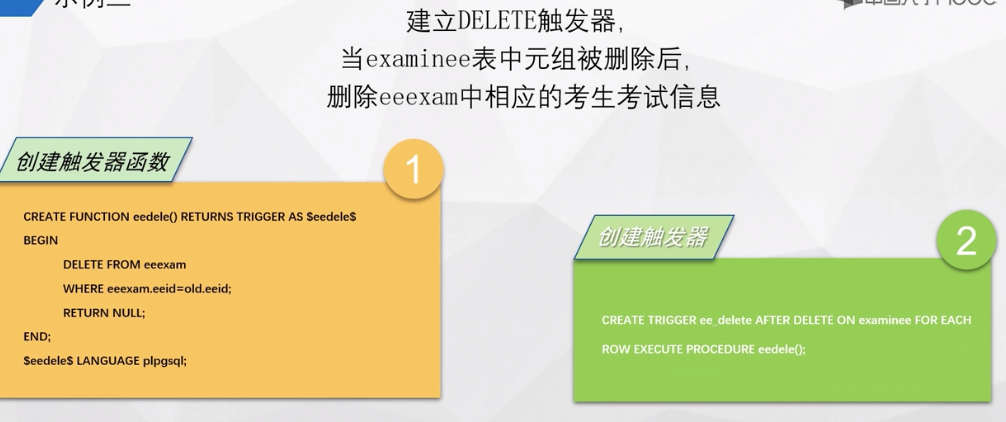 建立DELETE触发器，
当examinee表中元组被删除后，
删除eeexam中相应的考生考试信息
创建触发器函数
1
CREATE FUNCTION eedele() RETURNS TRIGGER AS $eedele$
BEGIN
DELETE FROM eeexam
WHERE eeexam.eeid=old.eeid;
RETURN NULL;
END;
$eedele$ LANGUAGE plpgsql;
创建触发器
2
CREATE TRIGGER ee_delete AFTER DELETE ON examinee FOR EACH
ROW EXECUTE PROCEDURE eedele();